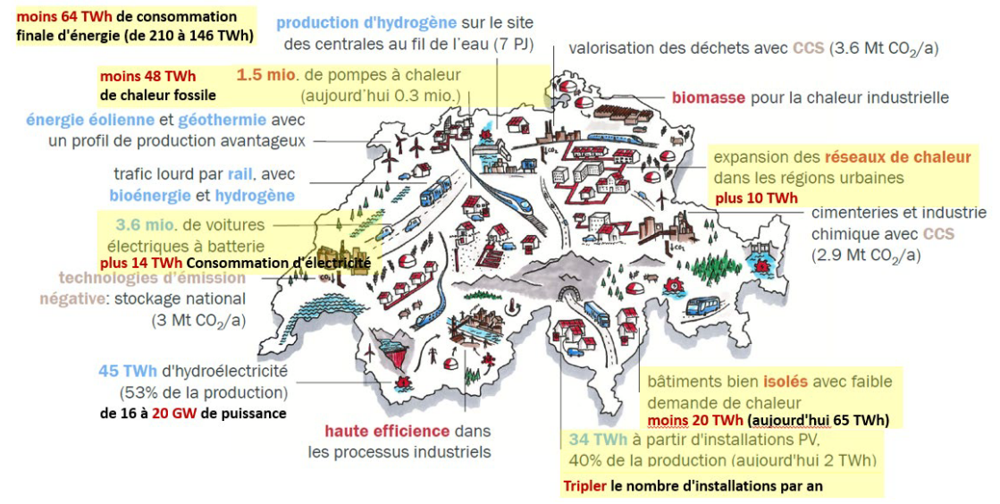 moins 64 TWh de consommation
finale d'énergie (de 210 à 146 TWh)
production d'hydrogène sur le site
des centrales au fil de l'eau (7 PJ)
valorisation des déchets avec CCS (3.6 Mt CO₂/a)
moins 48 TWh
de chaleur fossile
1.5 mio. de pompes à chaleur
(aujourd'hui 0.3 mio.)
biomasse pour la chaleur industrielle
énergie éolienne et géothermie avec
un profil de production avantageux
trafic lourd par rail, avec
bioénergie et hydrogène
expansion des réseaux de chaleur
dans les régions urbaines
plus 10 TWh
3.6 mio. de voitures
électriques à batterie
plus 14 TWh Consommation d'électricité
cimenteries et industrie
chimique avec CCS
(2.9 Mt CO₂/a)
technologies d'émission
négative: stockage national
(3 Mt CO₂/a)
CO₂
CO₂
CO₂
45 TWh d'hydroélectricité
(53% de la production)
de 16 à 20 GW de puissance
haute efficience dans
les processus industriels
bâtiments bien isolés avec faible
demande de chaleur
moins 20 TWh (aujourd'hui 65 TWh)
34 TWh à partir d'installations PV,
40% de la production (aujourd'hui 2 TWh)
Tripler le nombre d'installations par an